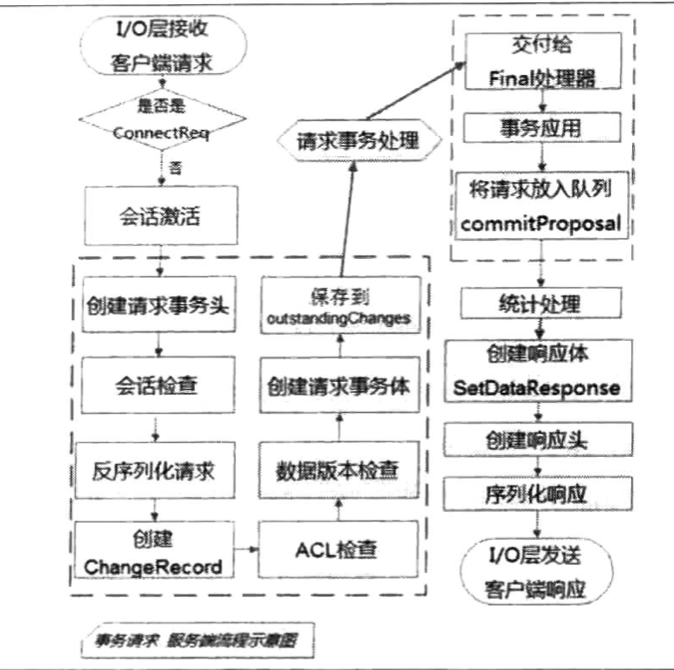 I/O层接收
客户端请求
是否是
ConnectReq
否
会话激活
创建请求事务头
会话检查
反序列化请求
创建
ChangeRecord
ACL检查
数据版本检查
创建请求事务体
保存到
outstandingChanges
请求事务处理
交付给
Final处理器
事务应用
将请求放入队列
commitProposal
统计处理
创建响应体
SetDataResponse
创建响应头
序列化响应
I/O层发送
客户端响应
事务请求 服务端流程示意图